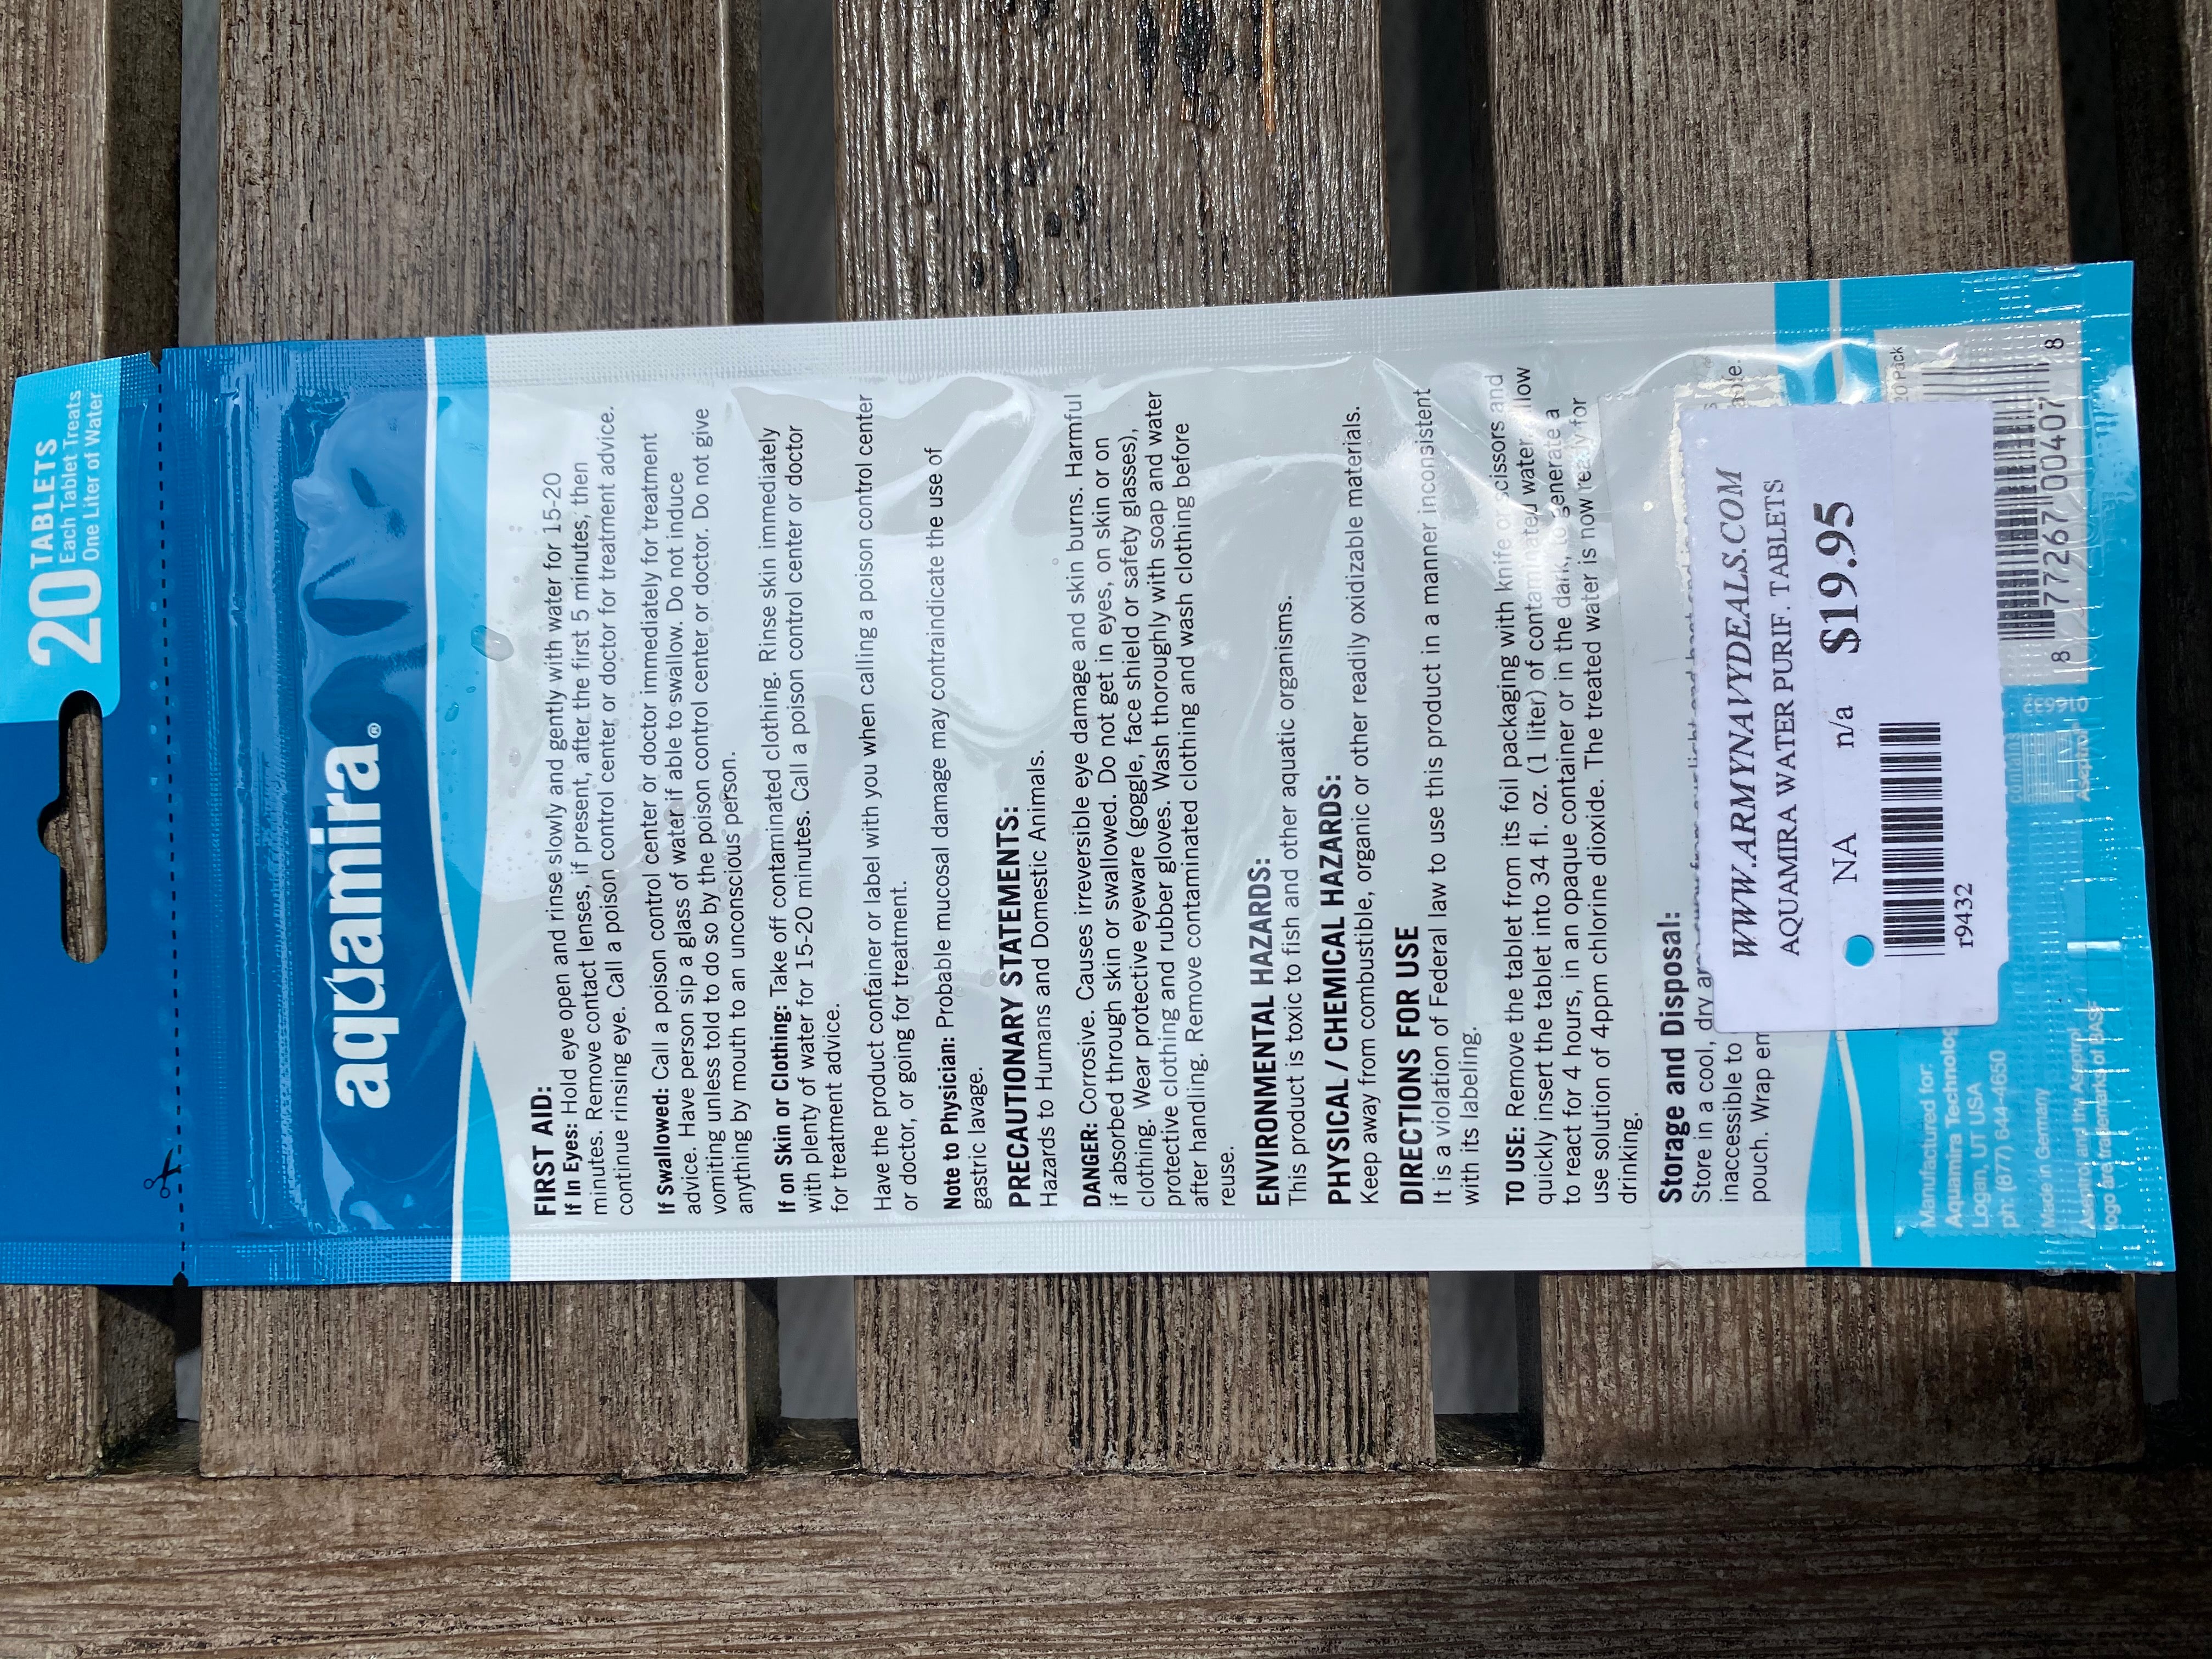 20 TABLETS
Each Tablet Treats
One Liter of Water
aquamira®
FIRST AID:
If In Eyes: Hold eye open and rinse slowly and gently with water for 15-20
minutes. Remove contact lenses, if present, after the first 5 minutes, then
continue rinsing eye. Call a poison control center or doctor for treatment advice.
If Swallowed: Call a poison control center or doctor immediately for treatment
advice. Have person sip a glass of water if able to swallow. Do not induce
vomiting unless told to do so by the poison control center or doctor. Do not give
anything by mouth to an unconscious person.
If on Skin or Clothing: Take off contaminated clothing. Rinse skin immediately
with plenty of water for 15-20 minutes. Call a poison control center or doctor
for treatment advice.
Have the product container or label with you when calling a poison control center
or doctor, or going for treatment.
Note to Physician: Probable mucosal damage may contraindicate the use of
gastric lavage.
PRECAUTIONARY STATEMENTS:
Hazards to Humans and Domestic Animals.
DANGER: Corrosive. Causes irreversible eye damage and skin burns. Harmful
if absorbed through skin or swallowed. Do not get in eyes, on skin or on
clothing. Wear protective eyeware (goggle, face shield or safety glasses),
protective clothing and rubber gloves. Wash thoroughly with soap and water
after handling. Remove contaminated clothing and wash clothing before
reuse.
ENVIRONMENTAL HAZARDS:
This product is toxic to fish and other aquatic organisms.
PHYSICAL / CHEMICAL HAZARDS:
Keep away from combustible, organic or other readily oxidizable materials.
DIRECTIONS FOR USE
It is a violation of Federal law to use this product in a manner inconsistent
with its labeling.
TO USE: Remove the tablet from its foil packaging with knife or scissors and
quickly insert the tablet into 34 fl. oz. (1 liter) of contaminated water, allow
to react for 4 hours, in an opaque container or in the dark, to generate a
use solution of 4ppm chlorine dioxide. The treated water is now ready for
drinking.
Storage and Disposal:
Store in a cool, dry
inaccessible to
pouch. Wrap em
WWW.ARMYNAVYDEALS.COM
AQUAMIRA WATER PURIF. TABLETS
NA n/a $19.95
r9432
Manufactured for:
Aquamira Technolo
Logan, UT USA
ph: (877) 644-4650
Made in Germany
Aseptrol and the Aseptrol
logo are trademarks of BASF
20 Pack
8 77267 00407 8